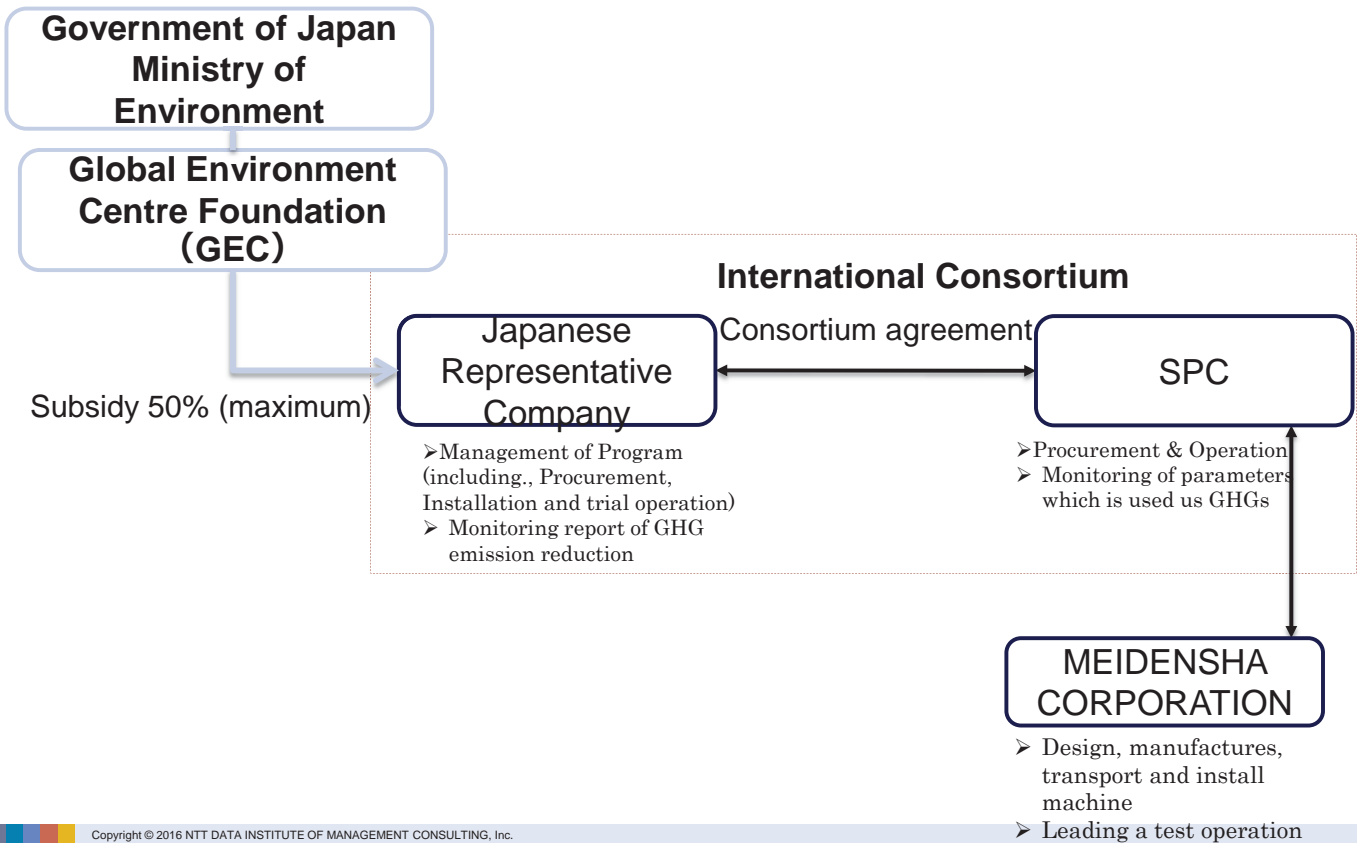 Government of Japan
Ministry of
Environment
Global Environment
Centre Foundation
（GEC）
International Consortium
Japanese
Representative
Company
Consortium agreement
SPC
Subsidy 50% (maximum)
➢Management of Program
(including., Procurement,
Installation and trial operation)
➢ Monitoring report of GHG
emission reduction
➢Procurement & Operation
➢ Monitoring of parameters
which is used us GHGs
MEIDENSHA
CORPORATION
➢ Design, manufactures,
transport and install
machine
➢ Leading a test operation
Copyright © 2016 NTT DATA INSTITUTE OF MANAGEMENT CONSULTING, Inc.